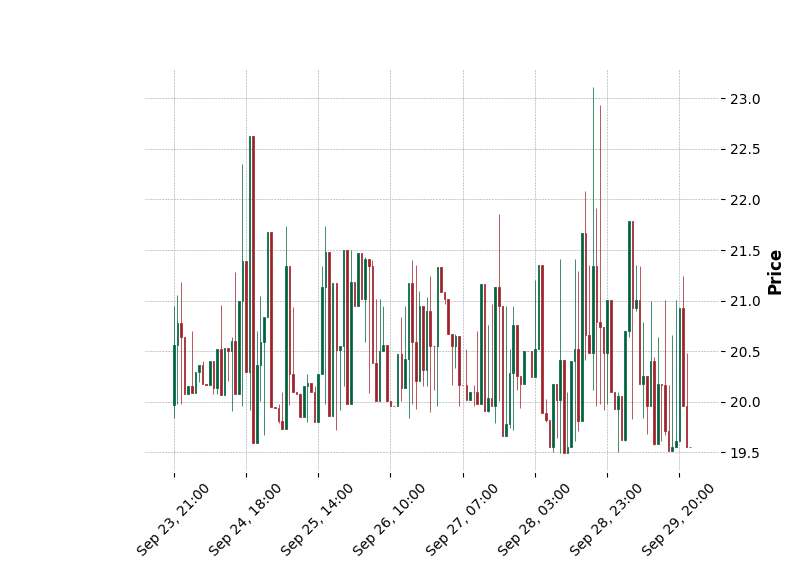 23.0
22.5
22.0
21.5
21.0
20.5
20.0
19.5
Price
Sep 23, 21:00
Sep 24, 18:00
Sep 25, 14:00
Sep 26, 10:00
Sep 27, 07:00
Sep 28, 03:00
Sep 28, 23:00
Sep 29, 20:00